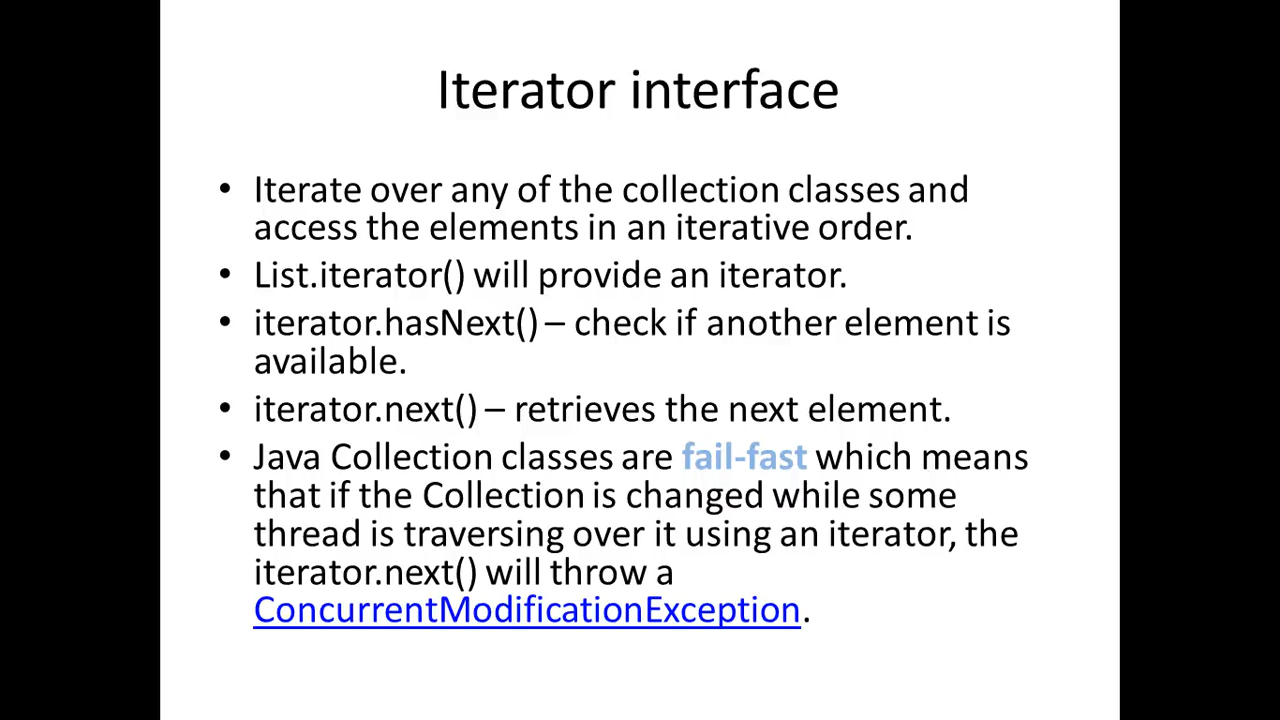 Iterator interface
• Iterate over any of the collection classes and
access the elements in an iterative order.
• List.iterator() will provide an iterator.
• iterator.hasNext() – check if another element is
available.
• iterator.next() – retrieves the next element.
• Java Collection classes are fail-fast which means
that if the Collection is changed while some
thread is traversing over it using an iterator, the
iterator.next() will throw a
ConcurrentModificationException.